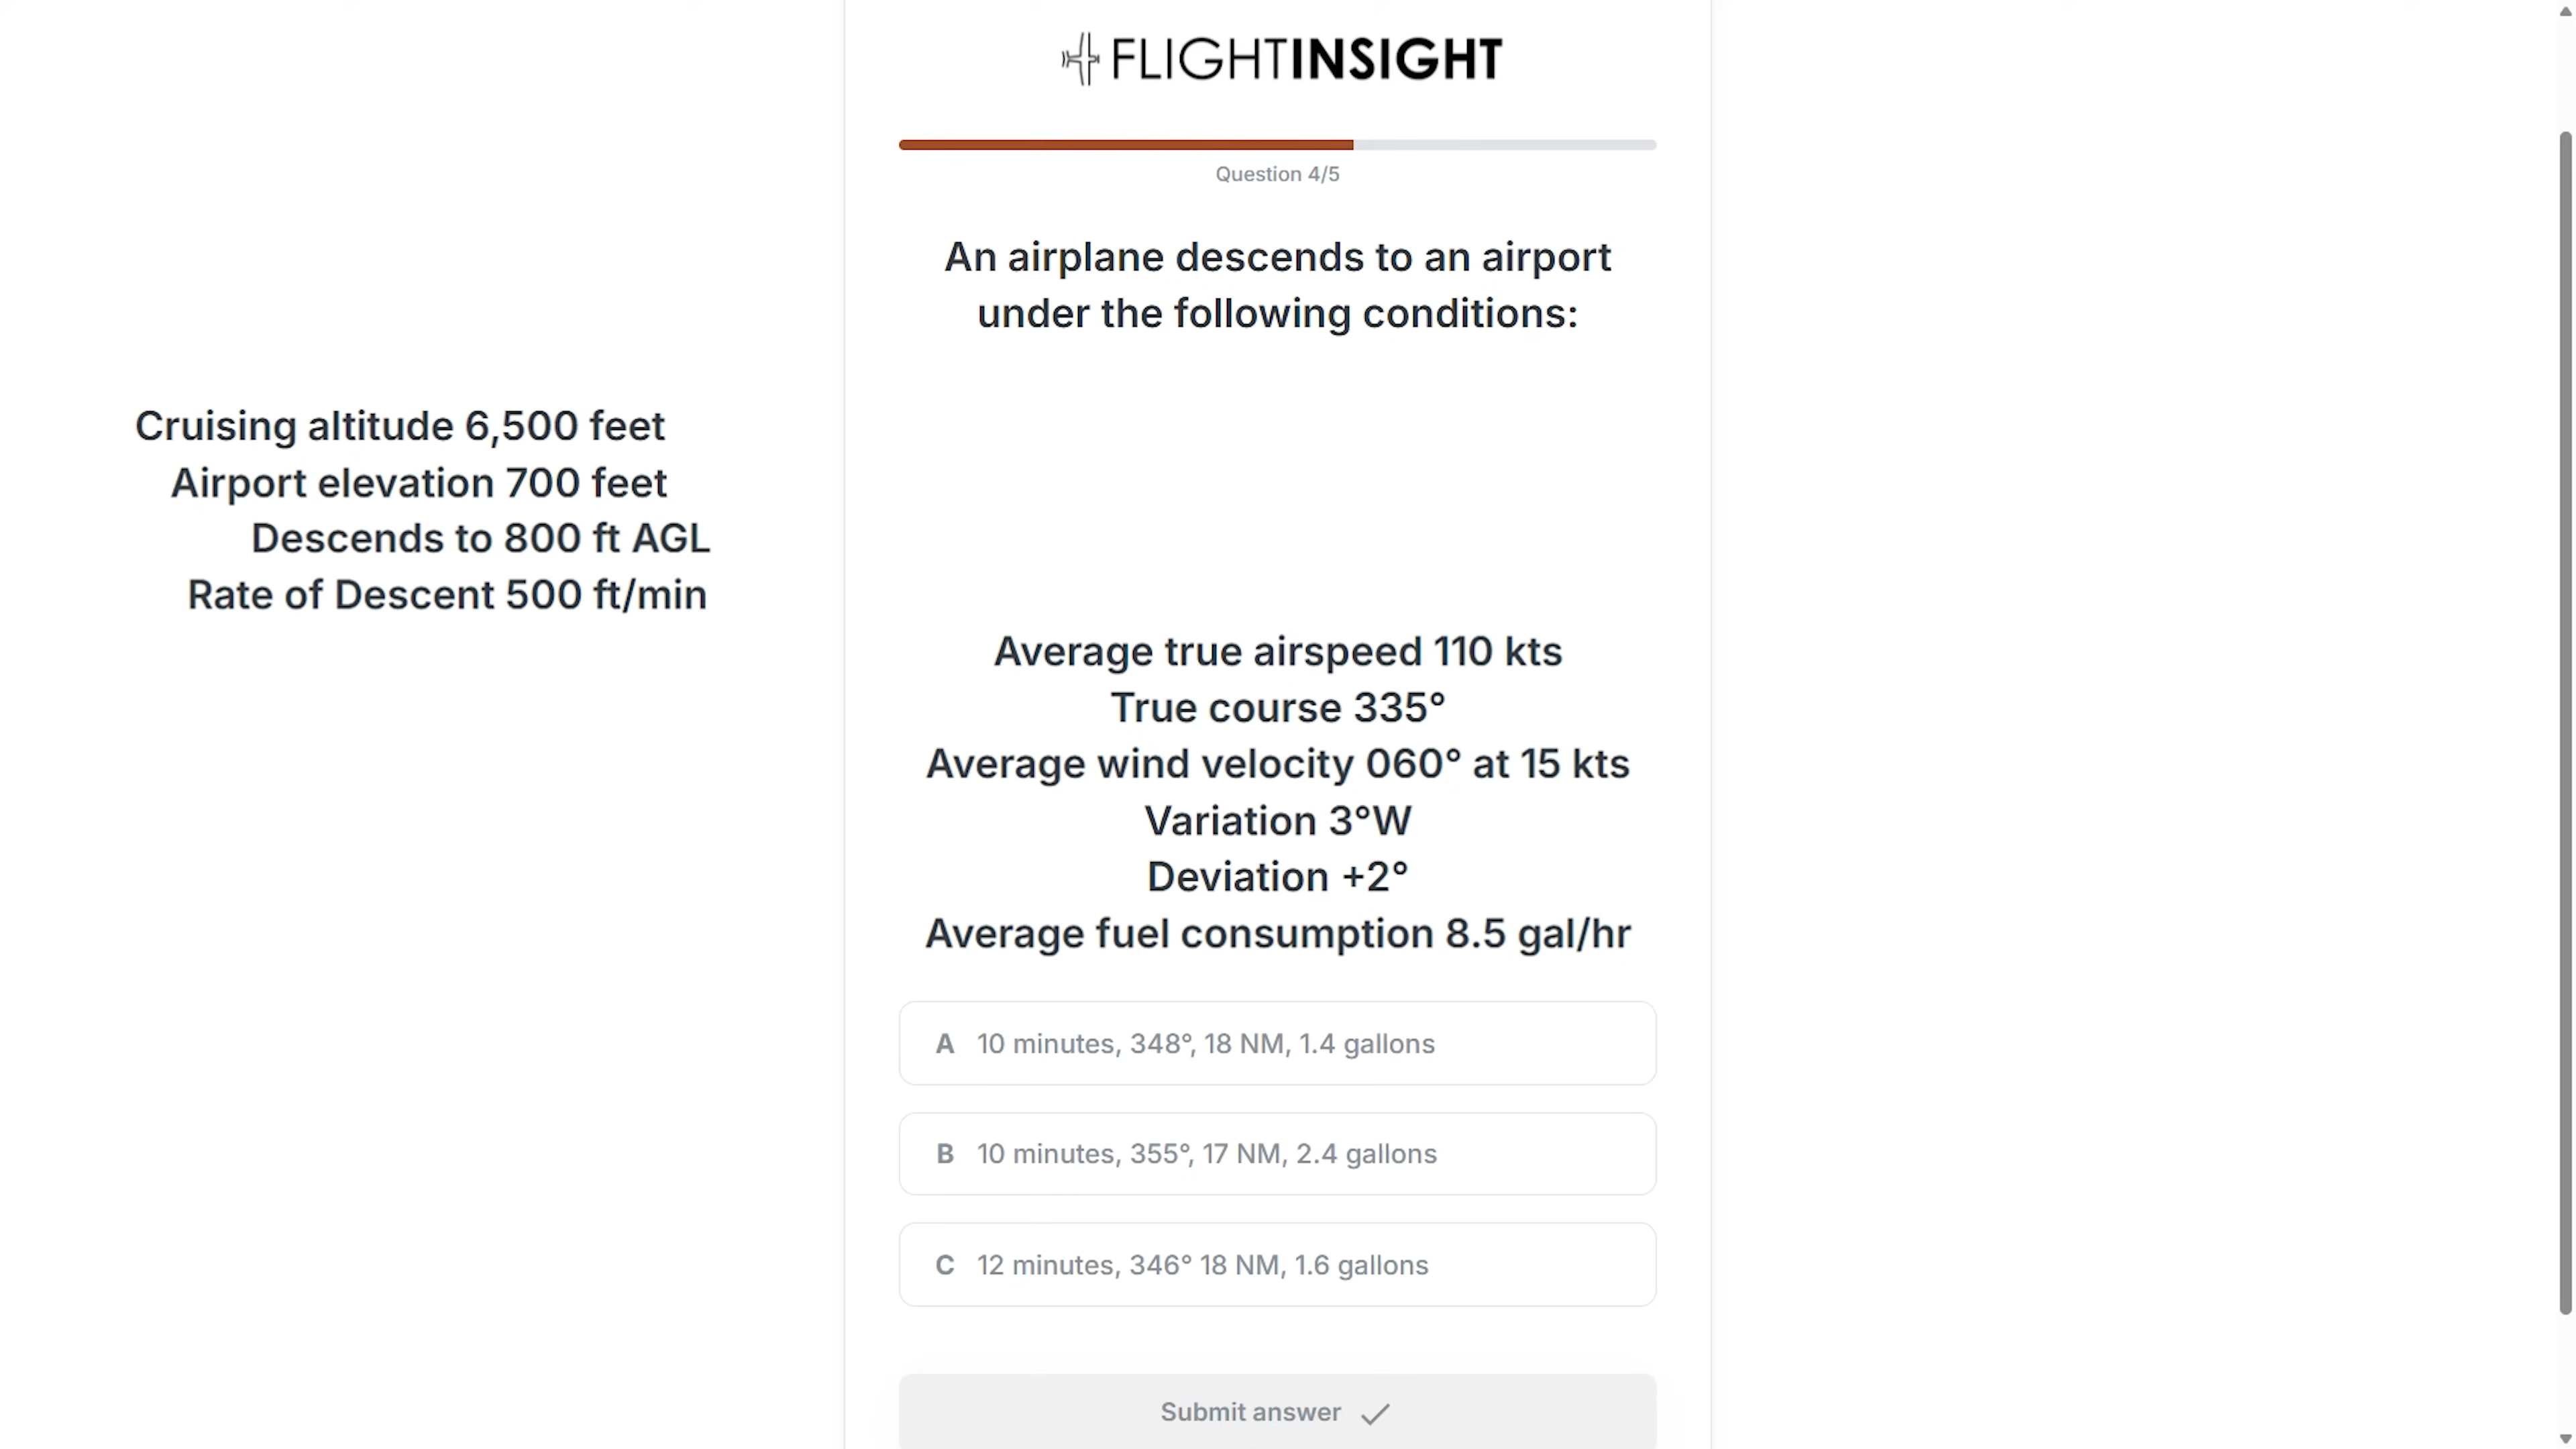 FLIGHTINSIGHT
Question 4/5
An airplane descends to an airport
under the following conditions:
Cruising altitude 6,500 feet
Airport elevation 700 feet
Descends to 800 ft AGL
Rate of Descent 500 ft/min
Average true airspeed 110 kts
True course 335°
Average wind velocity 060° at 15 kts
Variation 3°W
Deviation +2°
Average fuel consumption 8.5 gal/hr
A 10 minutes, 348°, 18 NM, 1.4 gallons
B 10 minutes, 355°, 17 NM, 2.4 gallons
C 12 minutes, 346° 18 NM, 1.6 gallons
Submit answer